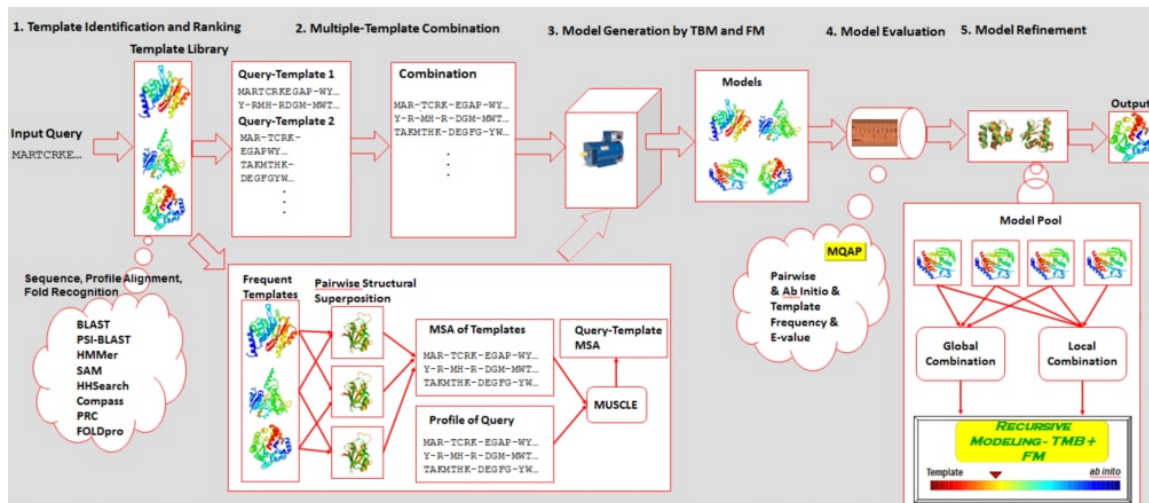 1. Template Identification and Ranking
2. Multiple-Template Combination
3. Model Generation by TBM and FM
4. Model Evaluation
5. Model Refinement
Template Library
Input Query
MARTCRKE...
Query-Template 1
MARTCRKEGAP-WY...
Y-RMH-RDGM-MWT...
Query-Template 2
MAR-TCRK-
EGAPWY...
TAKMTHK-
DEGFGYW...
Combination
MAR-TCRK-EGAP-WY...
Y-R-MH-R-DGM-MWT...
TAKMTHK-DEGFG-YW...
Models
Output
Sequence, Profile Alignment,
Fold Recognition
BLAST
PSI-BLAST
HMMer
SAM
HHSearch
Compass
PRC
FOLDpro
Frequent
Templates
Pairwise Structural
Superposition
MSA of Templates
MAR-TCRK-EGAP-WY...
Y-R-MH-R-DGM-MWT...
TAKMTHK-DEGFG-YW...
Profile of Query
MAR-TCRK-EGAP-WY...
Y-R-MH-R-DGM-MWT...
TAKMTHK-DEGFG-YW...
Query-Template
MSA
MUSCLE
MQAP
Pairwise
& Ab Initio &
Template
Frequency &
E-value
Model Pool
Global
Combination
Local
Combination
Recursive
Modeling- TMB+
FM
Template
ab inito